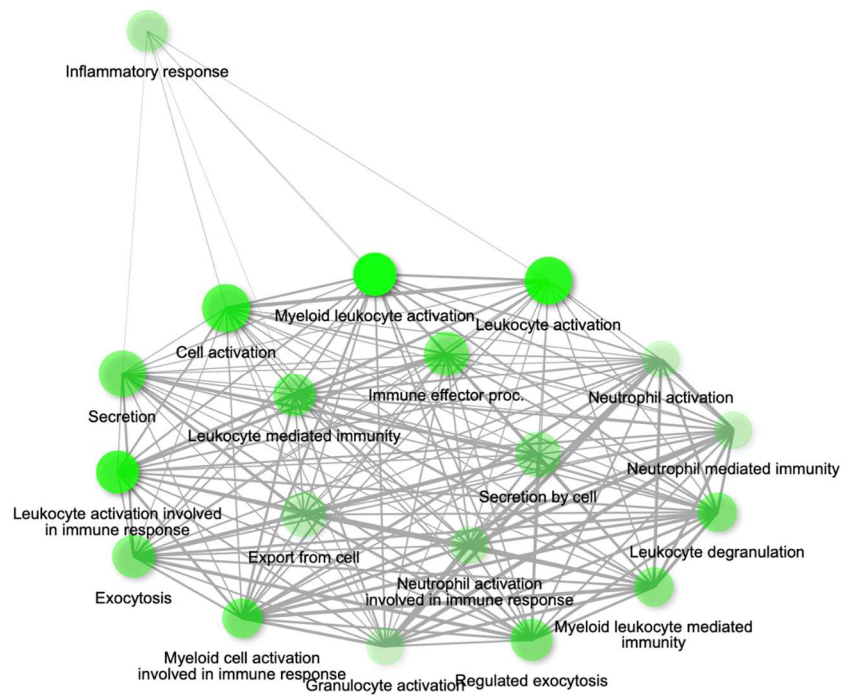 Inflammatory response
Myeloid leukocyte activation
Leukocyte activation
Cell activation
Immune effector proc.
Neutrophil activation
Secretion
Leukocyte mediated immunity
Neutrophil mediated immunity
Secretion by cell
Leukocyte activation involved
in immune response
Leukocyte degranulation
Export from cell
Neutrophil activation
involved in immune response
Exocytosis
Myeloid leukocyte mediated
immunity
Myeloid cell activation
involved in immune response
Granulocyte activation
Regulated exocytosis